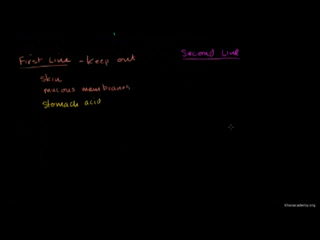 First Line - Keep out
skin
mucous membranes
stomach acid
Second Line